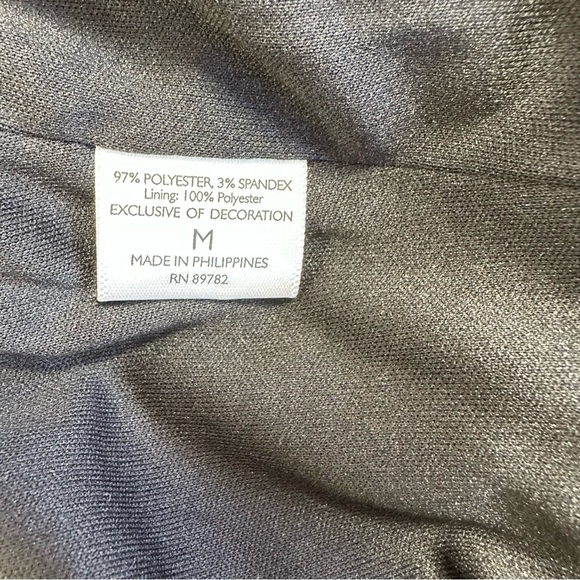 97% POLYESTER, 3% SPANDEX
Lining: 100% Polyester
EXCLUSIVE OF DECORATION
M
MADE IN PHILIPPINES
RN 89782